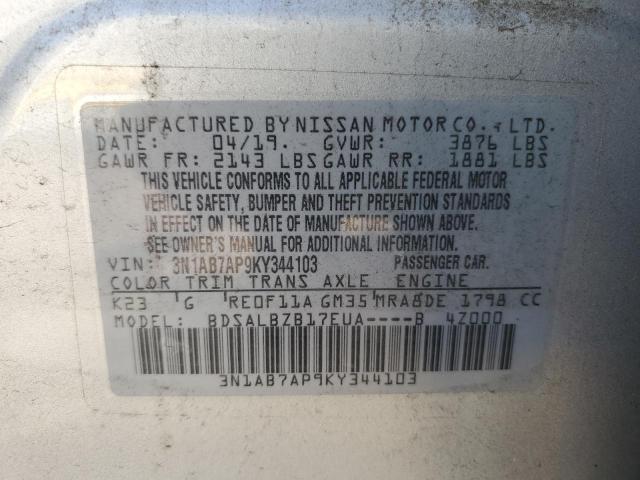 MANUFACTURED BY NISSAN MOTOR CO., LTD.
DATE: 04/19. GVWR: 3876 LBS
GAWR FR: 2143 LBS GAWR RR: 1881 LBS
THIS VEHICLE CONFORMS TO ALL APPLICABLE FEDERAL MOTOR
VEHICLE SAFETY, BUMPER AND THEFT PREVENTION STANDARDS
IN EFFECT ON THE DATE OF MANUFACTURE SHOWN ABOVE.
SEE OWNER'S MANUAL FOR ADDITIONAL INFORMATION.
VIN: 3N1AB7AP9KY344103 PASSENGER CAR.
COLOR TRIM TRANS AXLE ENGINE
K23 G RE0F11A GM35 MRA8DE 1798 CC
MODEL: BDSALBZB17EUA----B 4Z000
3N1AB7AP9KY344103